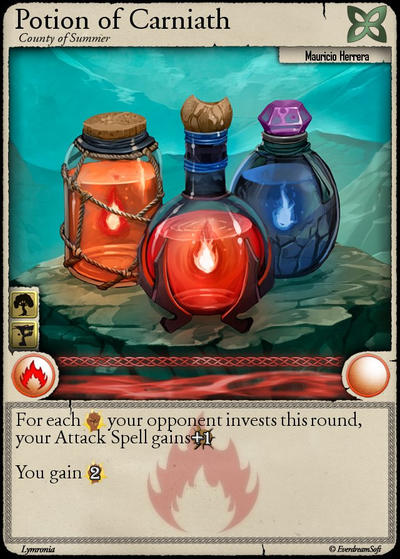 Potion of Carniath
County of Summer
Mauricio Herrera
For each your opponent invests this round,
your Attack Spell gains +1
You gain 2
Lymronia
© EverdreamSoft